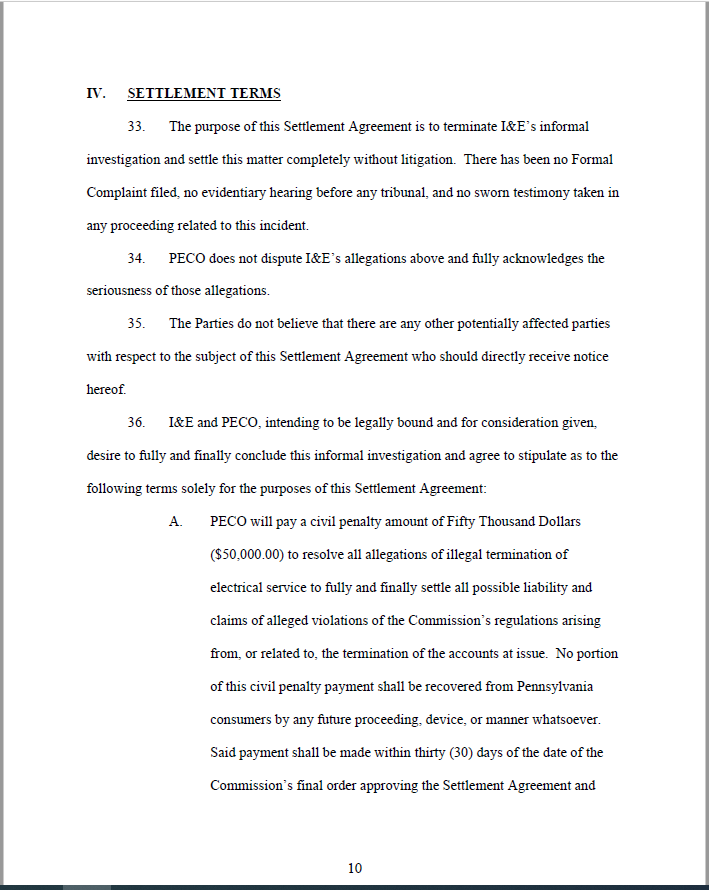 IV. SETTLEMENT TERMS
33. The purpose of this Settlement Agreement is to terminate I&E's informal
investigation and settle this matter completely without litigation.  There has been no Formal
Complaint filed, no evidentiary hearing before any tribunal, and no sworn testimony taken in
any proceeding related to this incident.
34. PECO does not dispute I&E's allegations above and fully acknowledges the
seriousness of those allegations.
35. The Parties do not believe that there are any other potentially affected parties
with respect to the subject of this Settlement Agreement who should directly receive notice
hereof.
36. I&E and PECO, intending to be legally bound and for consideration given,
desire to fully and finally conclude this informal investigation and agree to stipulate as to the
following terms solely for the purposes of this Settlement Agreement:
A. PECO will pay a civil penalty amount of Fifty Thousand Dollars
($50,000.00) to resolve all allegations of illegal termination of
electrical service to fully and finally settle all possible liability and
claims of alleged violations of the Commission's regulations arising
from, or related to, the termination of the accounts at issue.  No portion
of this civil penalty payment shall be recovered from Pennsylvania
consumers by any future proceeding, device, or manner whatsoever.
Said payment shall be made within thirty (30) days of the date of the
Commission's final order approving the Settlement Agreement and
10